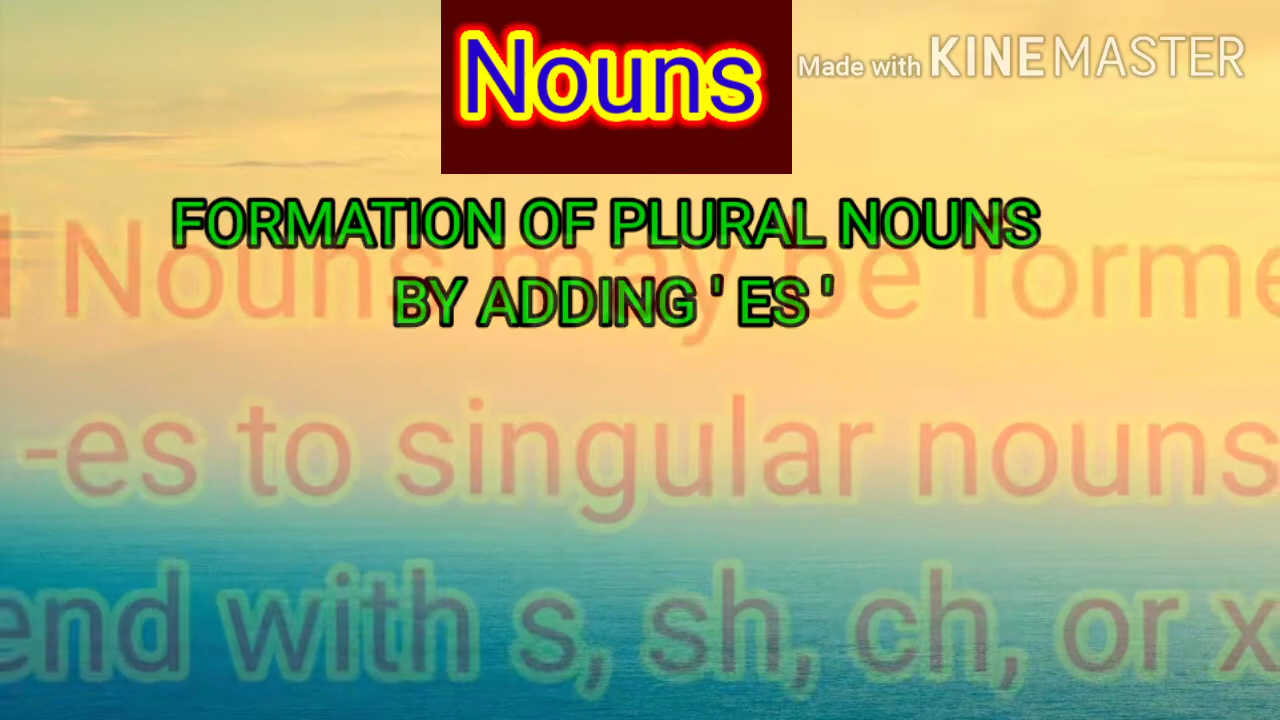 Nouns
Made with KINEMASTER
FORMATION OF PLURAL NOUNS
BY ADDING ' ES '
Nouns may be forme
-es to singular nouns
end with s, sh, ch, or x